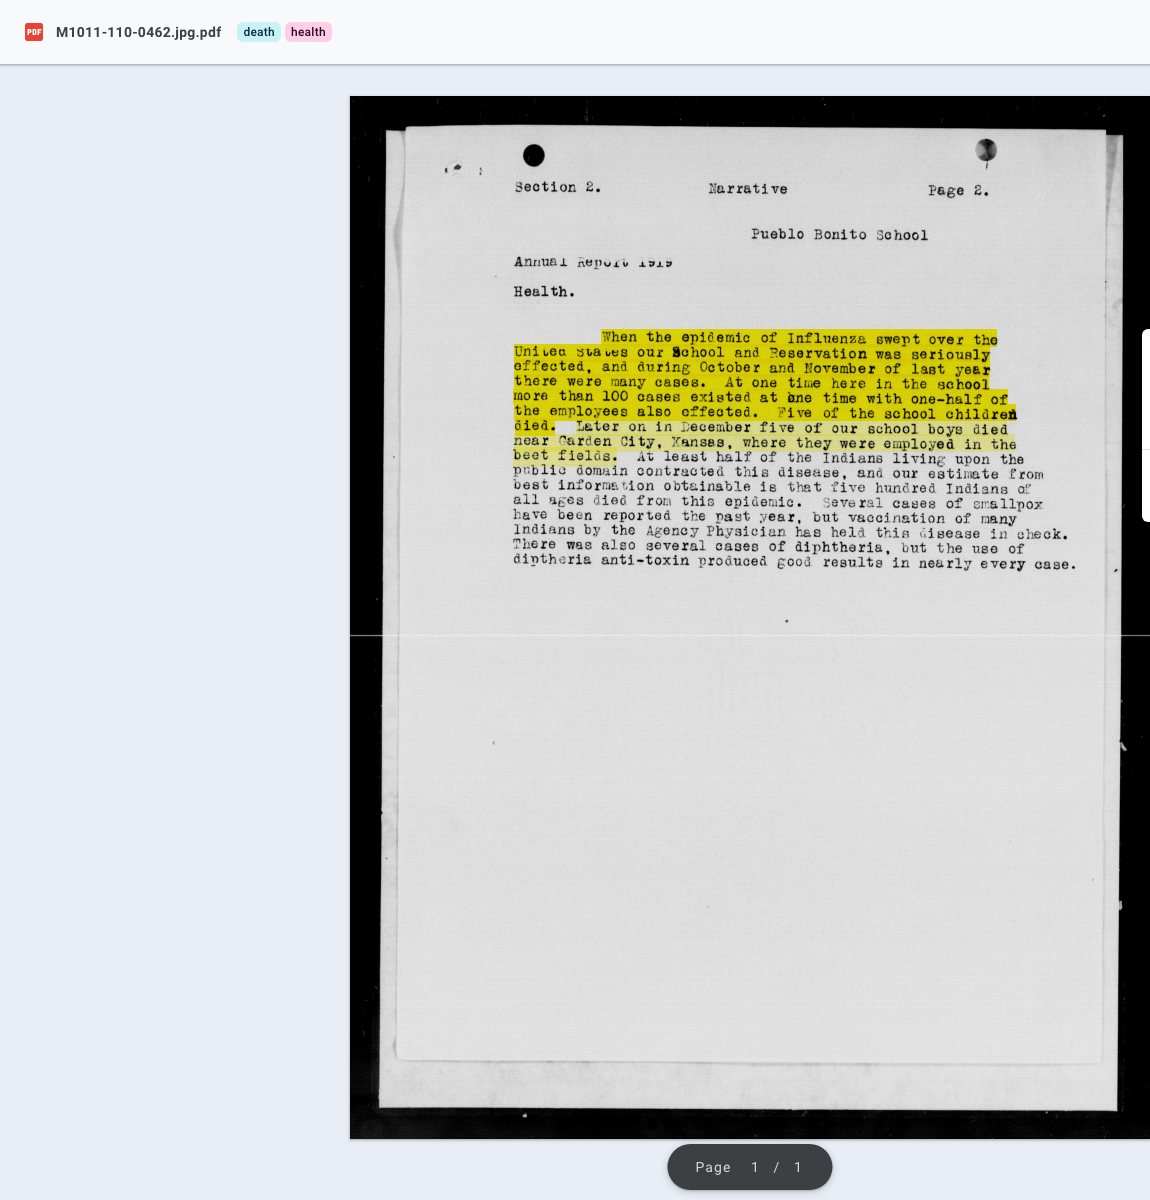 PDF M1011-110-0462.jpg.pdf death health
Section 2. Narrative Page 2.
Pueblo Bonito School
Annual Report 1919
Health.
When the epidemic of Influenza swept over the
United States our School and Reservation was seriously
effected, and during October and November of last year
there were many cases. At one time here in the school
more than 100 cases existed at one time with one-half of
the employees also effected. Five of the school children
died. Later on in December five of our school boys died
near Garden City, Kansas, where they were employed in the
beet fields. At least half of the Indians living upon the
public domain contracted this disease, and our estimate from
best information obtainable is that five hundred Indians of
all ages died from this epidemic. Several cases of smallpox
have been reported the past year, but vaccination of many
Indians by the Agency Physician has held this disease in check.
There was also several cases of diphtheria, but the use of
diptheria anti-toxin produced good results in nearly every case.
Page 1 / 1